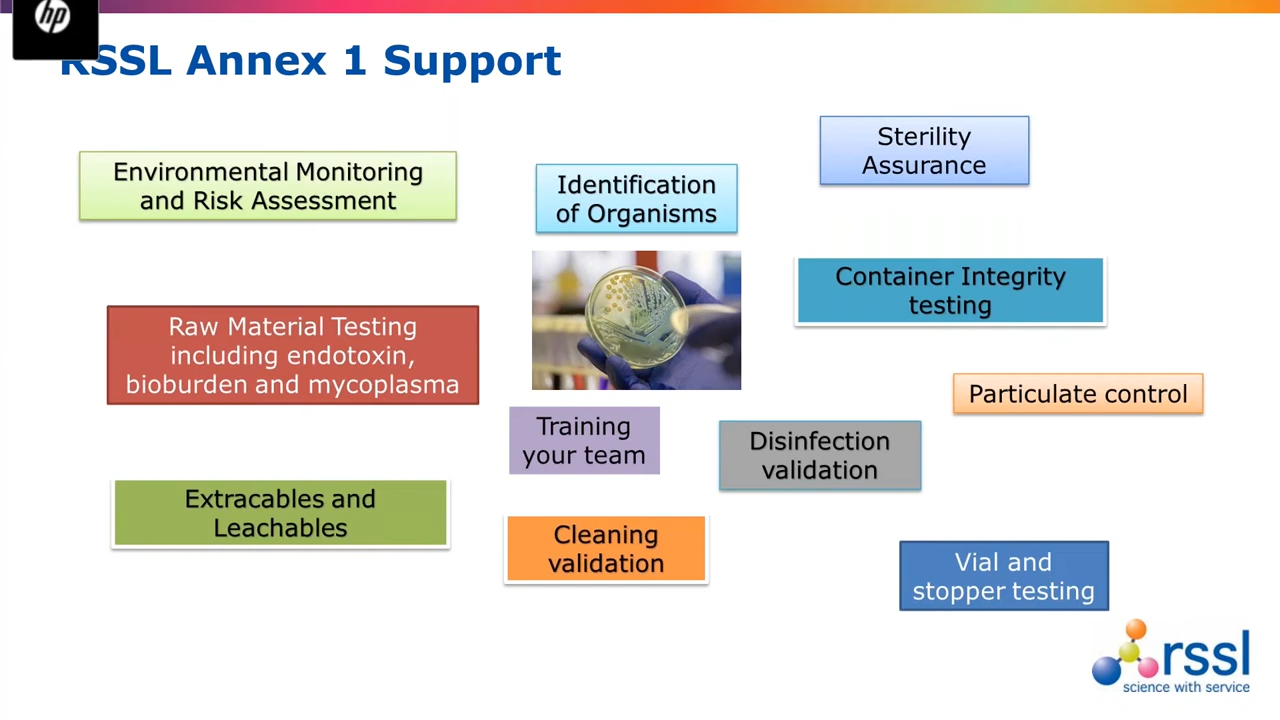 hp
RSSL Annex 1 Support
Environmental Monitoring
and Risk Assessment
Identification
of Organisms
Sterility
Assurance
Container Integrity
testing
Raw Material Testing
including endotoxin,
bioburden and mycoplasma
Particulate control
Training
your team
Disinfection
validation
Extracables and
Leachables
Cleaning
validation
Vial and
stopper testing
rssl
science with service